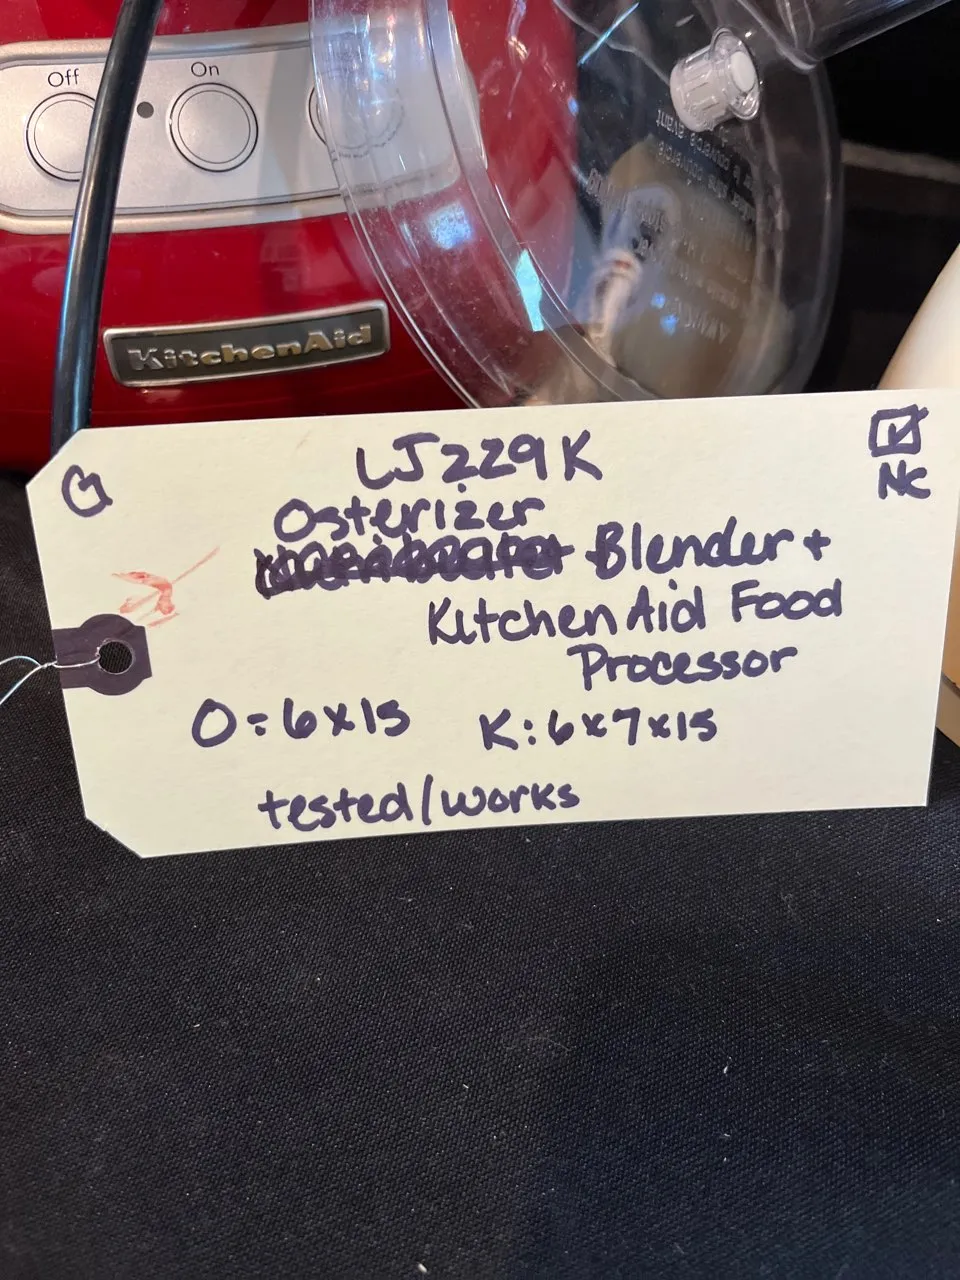 Off
On
KitchenAid
LJ229K
NC
G
Osterizer
Blender +
KitchenAid Food
Processor
O: 6x15 K: 6x7x15
tested/works